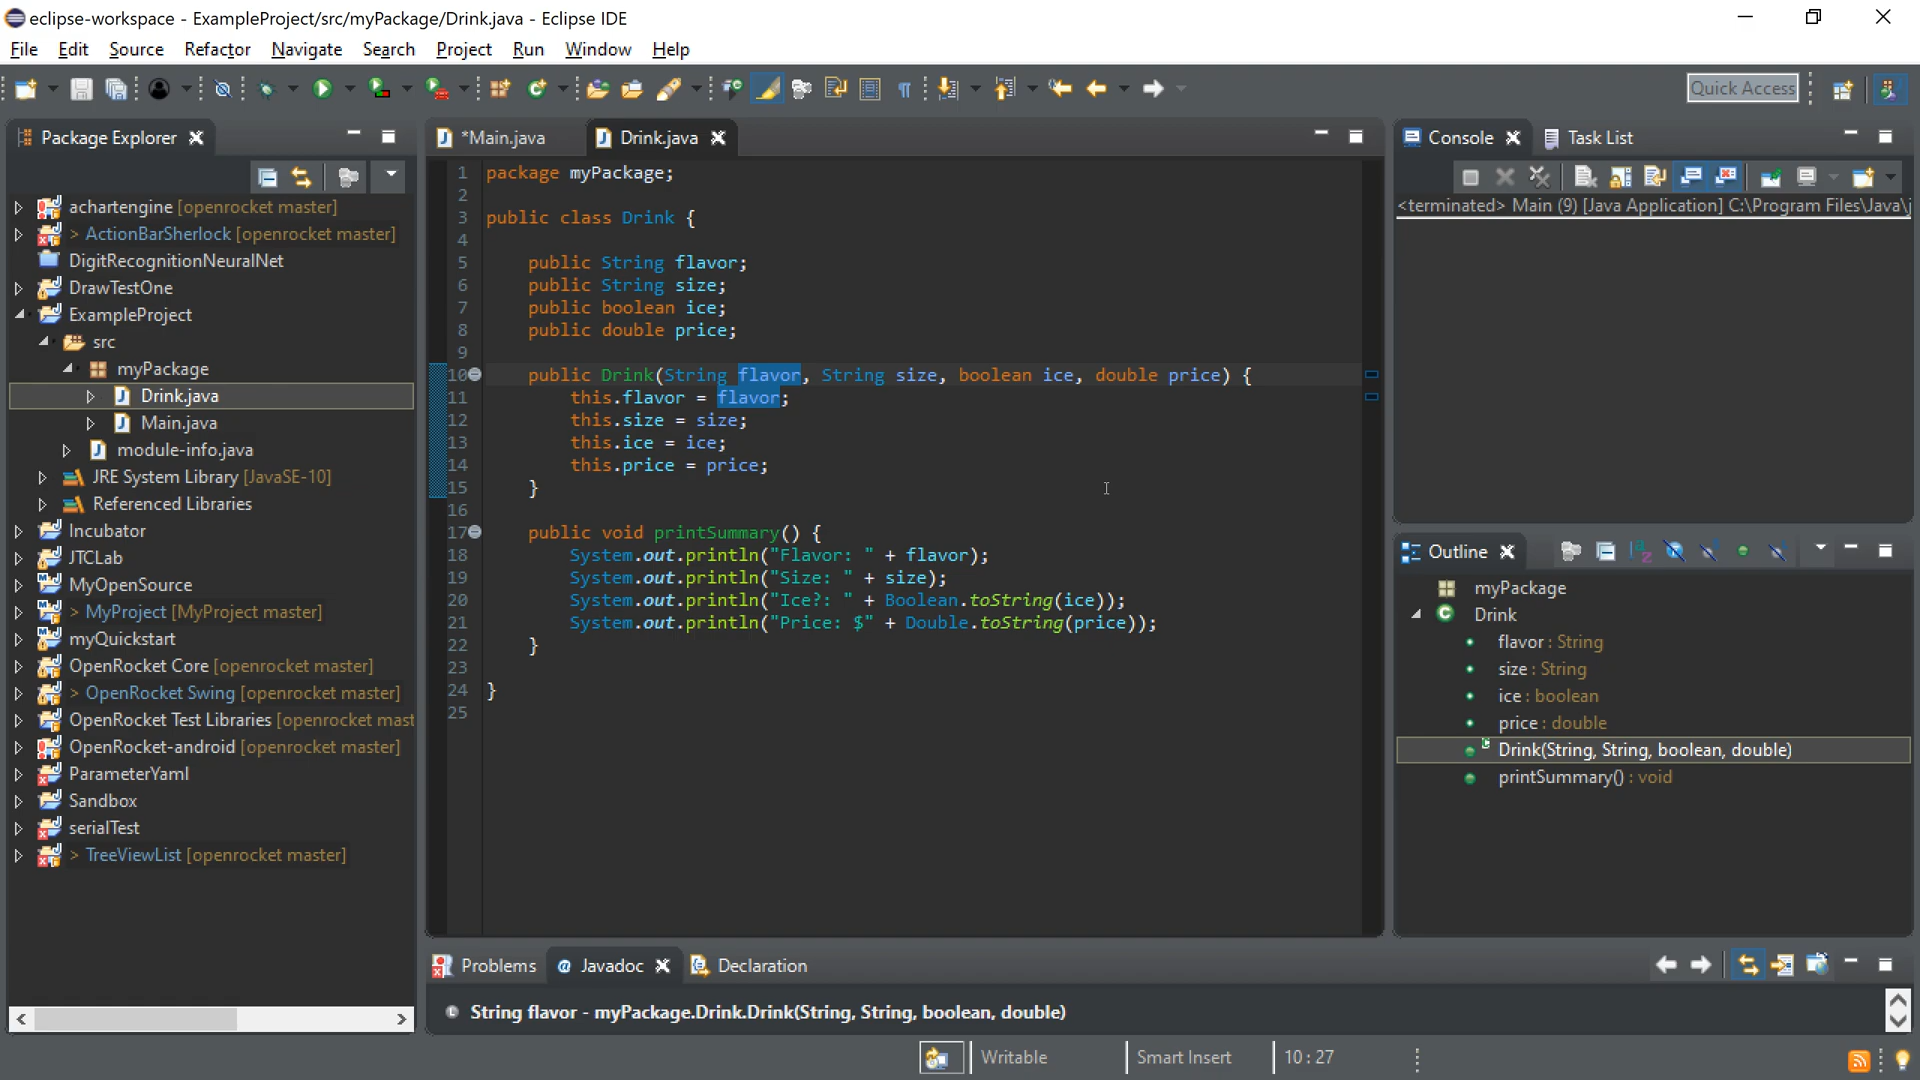 eclipse-workspace - ExampleProject/src/myPackage/Drink.java - Eclipse IDE
File Edit Source Refactor Navigate Search Project Run Window Help
Quick Access
Package Explorer
achartengine [openrocket master]
> ActionBarSherlock [openrocket master]
DigitRecognitionNeuralNet
DrawTestOne
ExampleProject
src
myPackage
Drink.java
Main.java
module-info.java
JRE System Library [JavaSE-10]
Referenced Libraries
Incubator
JTCLab
MyOpenSource
> MyProject [MyProject master]
myQuickstart
OpenRocket Core [openrocket master]
> OpenRocket Swing [openrocket master]
OpenRocket Test Libraries [openrocket mast
OpenRocket-android [openrocket master]
ParameterYaml
Sandbox
serialTest
> TreeViewList [openrocket master]
*Main.java Drink.java
1 package myPackage;
2
3 public class Drink {
4
5 public String flavor;
6 public String size;
7 public boolean ice;
8 public double price;
9
10 public Drink(String flavor, String size, boolean ice, double price) {
11 this.flavor = flavor;
12 this.size = size;
13 this.ice = ice;
14 this.price = price;
15 }
16
17 public void printSummary() {
18 System.out.println("Flavor: " + flavor);
19 System.out.println("Size: " + size);
20 System.out.println("Ice?: " + Boolean.toString(ice));
21 System.out.println("Price: $" + Double.toString(price));
22 }
23
24 }
25
Console Task List
<terminated> Main (9) [Java Application] C:\Program Files\Java\j
Outline
myPackage
Drink
flavor : String
size : String
ice : boolean
price : double
Drink(String, String, boolean, double)
printSummary() : void
Problems @ Javadoc Declaration
String flavor - myPackage.Drink.Drink(String, String, boolean, double)
Writable Smart Insert 10 : 27